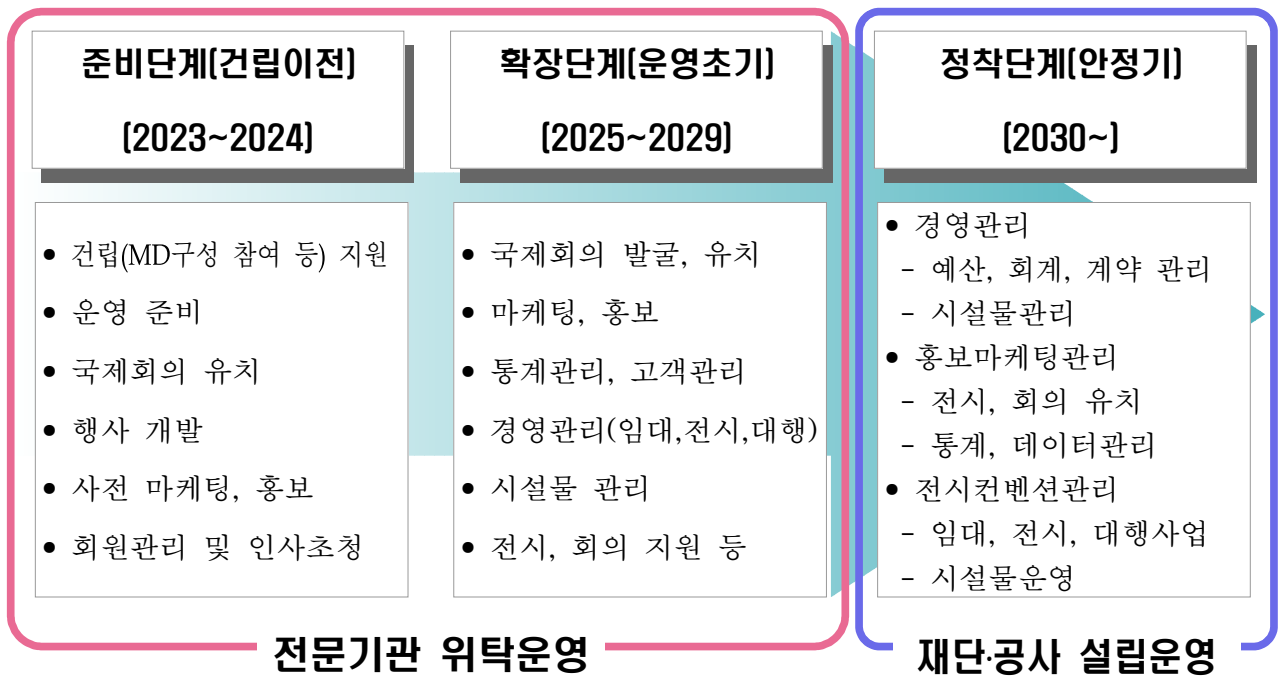 준비단계(건립이전)
(2023~2024)
• 건립(MD구성 참여 등) 지원
• 운영 준비
• 국제회의 유치
• 행사 개발
• 사전 마케팅, 홍보
• 회원관리 및 인사초청
확장단계(운영초기)
(2025~2029)
• 국제회의 발굴, 유치
• 마케팅, 홍보
• 통계관리, 고객관리
• 경영관리(임대,전시,대행)
• 시설물 관리
• 전시, 회의 지원 등
전문기관 위탁운영
정착단계(안정기)
(2030~)
• 경영관리
- 예산, 회계, 계약 관리
- 시설물관리
• 홍보마케팅관리
- 전시, 회의 유치
- 통계, 데이터관리
• 전시컨벤션관리
- 임대, 전시, 대행사업
- 시설물운영
재단·공사 설립운영